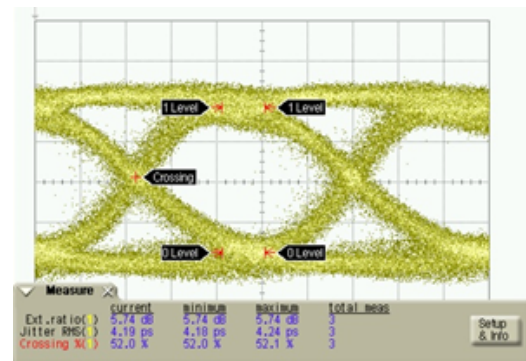 1 Level 1 Level
Crossing
0 Level 0 Level
Measure
current minimum maximum total meas
Ext.ratio( ) 5.74 dB 5.74 dB 5.74 dB 3
Jitter RMS( ) 4.19 ps 4.18 ps 4.24 ps 3
Crossing %( ) 52.0 % 52.0 % 52.1 % 3
Setup
& Info